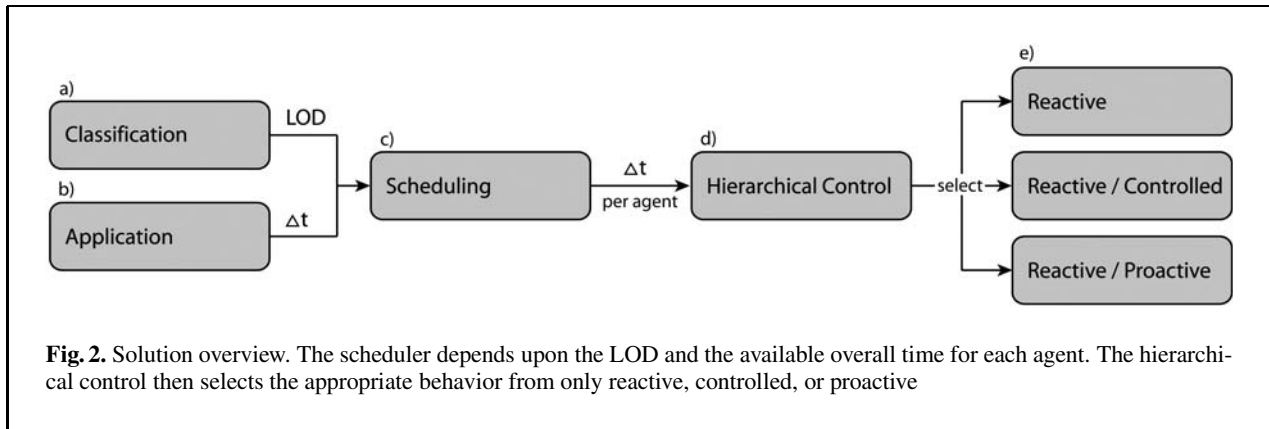 a)
Classification
LOD
b)
Application
Δt
c)
Scheduling
Δt
per agent
d)
Hierarchical Control
select
e)
Reactive
Reactive / Controlled
Reactive / Proactive
Fig. 2. Solution overview. The scheduler depends upon the LOD and the available overall time for each agent. The hierarchi-
cal control then selects the appropriate behavior from only reactive, controlled, or proactive